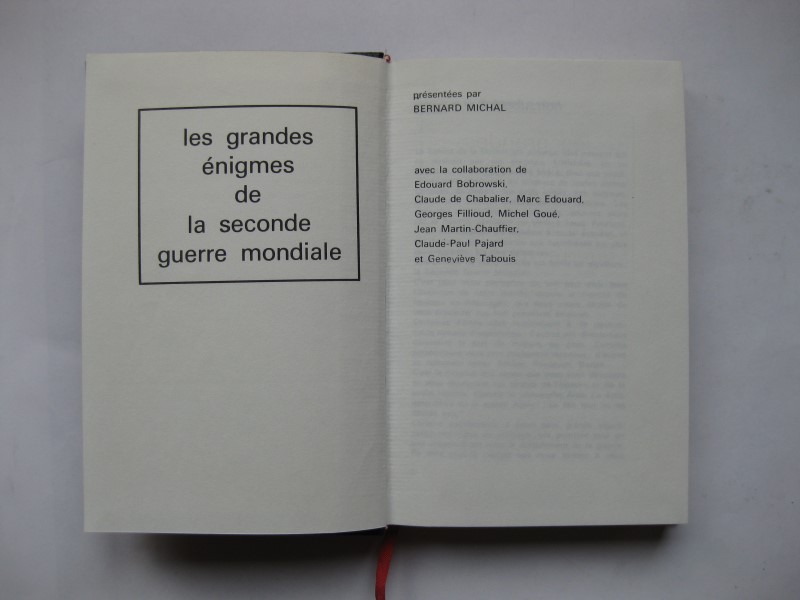 les grandes
énigmes
de
la seconde
guerre mondiale
présentées par
BERNARD MICHAL
avec la collaboration de
Edouard Bobrowski,
Claude de Chabalier, Marc Edouard,
Georges Fillioud, Michel Goué,
Jean Martin-Chauffier,
Claude-Paul Pajard
et Geneviève Tabouis